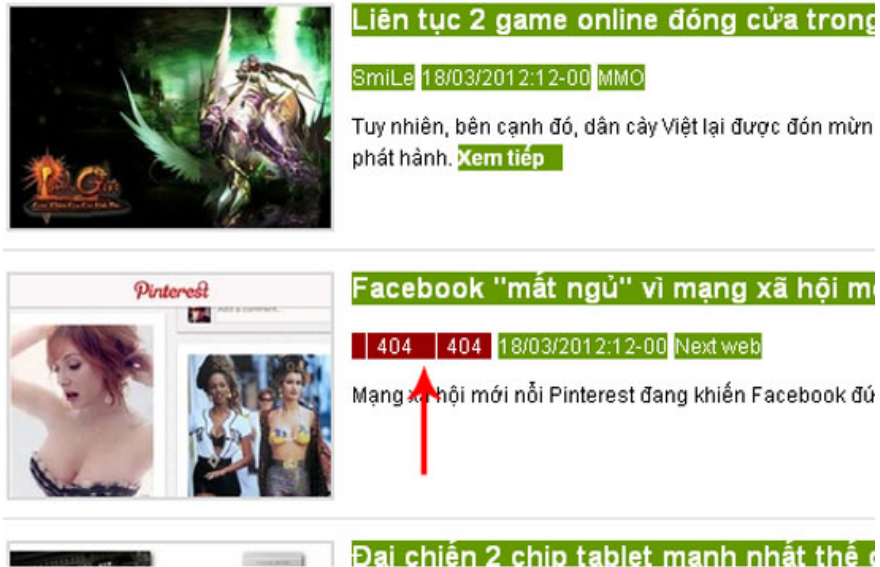 Liên tục 2 game online đóng cửa trong
SmiLe 18/03/2012:12-00 MMO
Tuy nhiên, bên cạnh đó, dân cày Việt lại được đón mừn
phát hành. Xem tiếp
Pinterest
Add a comment...
Facebook "mất ngủ" vì mạng xã hội
404 404 18/03/2012:12-00 Next web
Mạng xã hội mới nổi Pinterest đang khiến Facebook
Đại chiến 2 chip tablet mạnh nhất thế